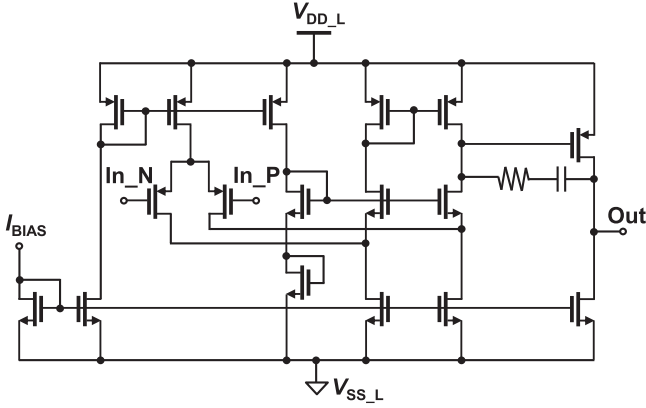 V_DD_L
In_N
In_P
I_BIAS
Out
V_SS_L